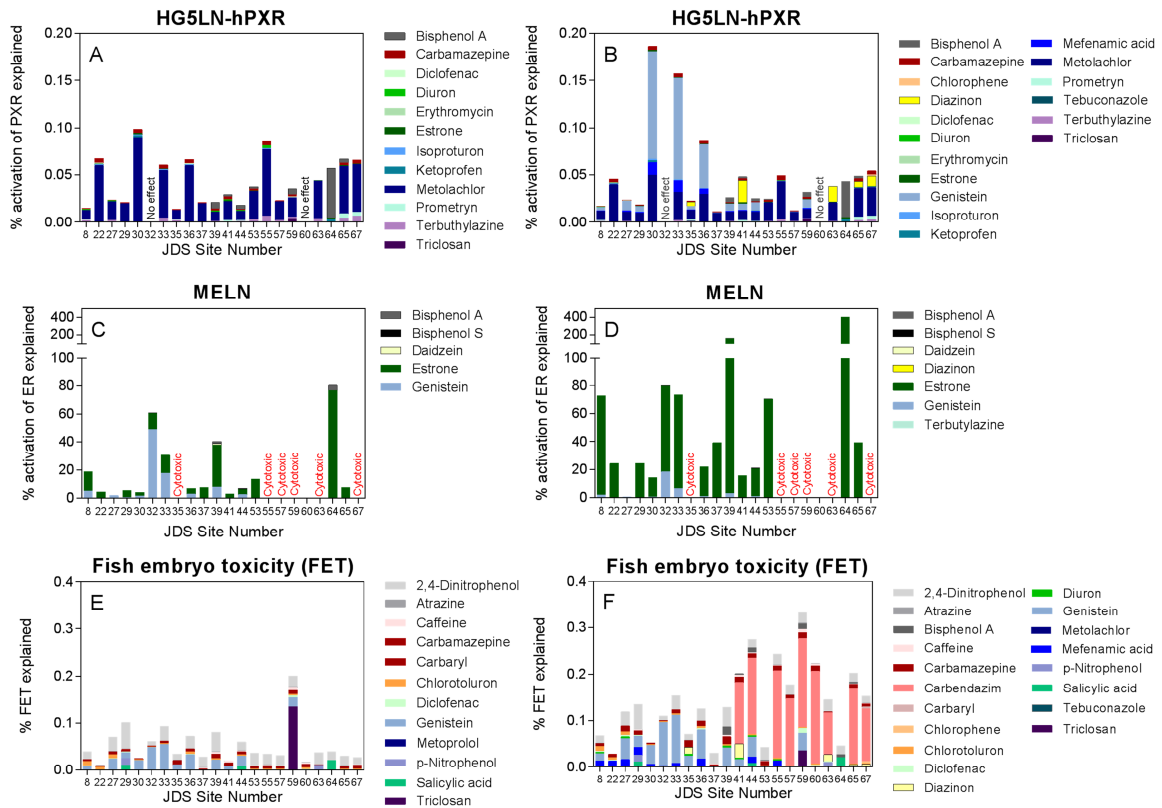 HG5LN-hPXR
A
% activation of PXR explained
0.20
0.15
0.10
0.05
0.00
No effect
No effect
8 22 27 29 30 32 33 35 36 37 39 41 44 53 55 57 59 60 63 64 65 67
JDS Site Number
Bisphenol A
Carbamazepine
Diclofenac
Diuron
Erythromycin
Estrone
Isoproturon
Ketoprofen
Metolachlor
Prometryn
Terbuthylazine
Triclosan
HG5LN-hPXR
B
% activation of PXR explained
0.20
0.15
0.10
0.05
0.00
No effect
No effect
8 22 27 29 30 32 33 35 36 37 39 41 44 53 55 57 59 60 63 64 65 67
JDS Site Number
Bisphenol A
Carbamazepine
Chlorophene
Diazinon
Diclofenac
Diuron
Erythromycin
Estrone
Genistein
Isoproturon
Ketoprofen
Mefenamic acid
Metolachlor
Prometryn
Tebuconazole
Terbuthylazine
Triclosan
MELN
C
% activation of ER explained
400
200
100
80
60
40
20
0
Cytotoxic
Cytotoxic
Cytotoxic
Cytotoxic
Cytotoxic
Cytotoxic
8 22 27 29 30 32 33 35 36 37 39 41 44 53 55 57 59 60 63 64 65 67
JDS Site Number
Bisphenol A
Bisphenol S
Daidzein
Estrone
Genistein
MELN
D
% activation of ER explained
400
200
100
80
60
40
20
0
Cytotoxic
Cytotoxic
Cytotoxic
Cytotoxic
Cytotoxic
Cytotoxic
8 22 27 29 30 32 33 35 36 37 39 41 44 53 55 57 59 60 63 64 65 67
JDS Site Number
Bisphenol A
Bisphenol S
Daidzein
Diazinon
Estrone
Genistein
Terbutylazine
Fish embryo toxicity (FET)
E
% FET explained
0.4
0.3
0.2
0.1
0.0
8 22 27 29 30 32 33 35 36 37 39 41 44 53 55 57 59 60 63 64 65 67
JDS Site Number
2,4-Dinitrophenol
Atrazine
Caffeine
Carbamazepine
Carbaryl
Chlorotoluron
Diclofenac
Genistein
Metoprolol
p-Nitrophenol
Salicylic acid
Triclosan
Fish embryo toxicity (FET)
F
% FET explained
0.4
0.3
0.2
0.1
0.0
8 22 27 29 30 32 33 35 36 37 39 41 44 53 55 57 59 60 63 64 65 67
JDS Site Number
2,4-Dinitrophenol
Atrazine
Bisphenol A
Caffeine
Carbamazepine
Carbendazim
Carbaryl
Chlorophene
Chlorotoluron
Diclofenac
Diazinon
Diuron
Genistein
Metolachlor
Mefenamic acid
p-Nitrophenol
Salicylic acid
Tebuconazole
Triclosan